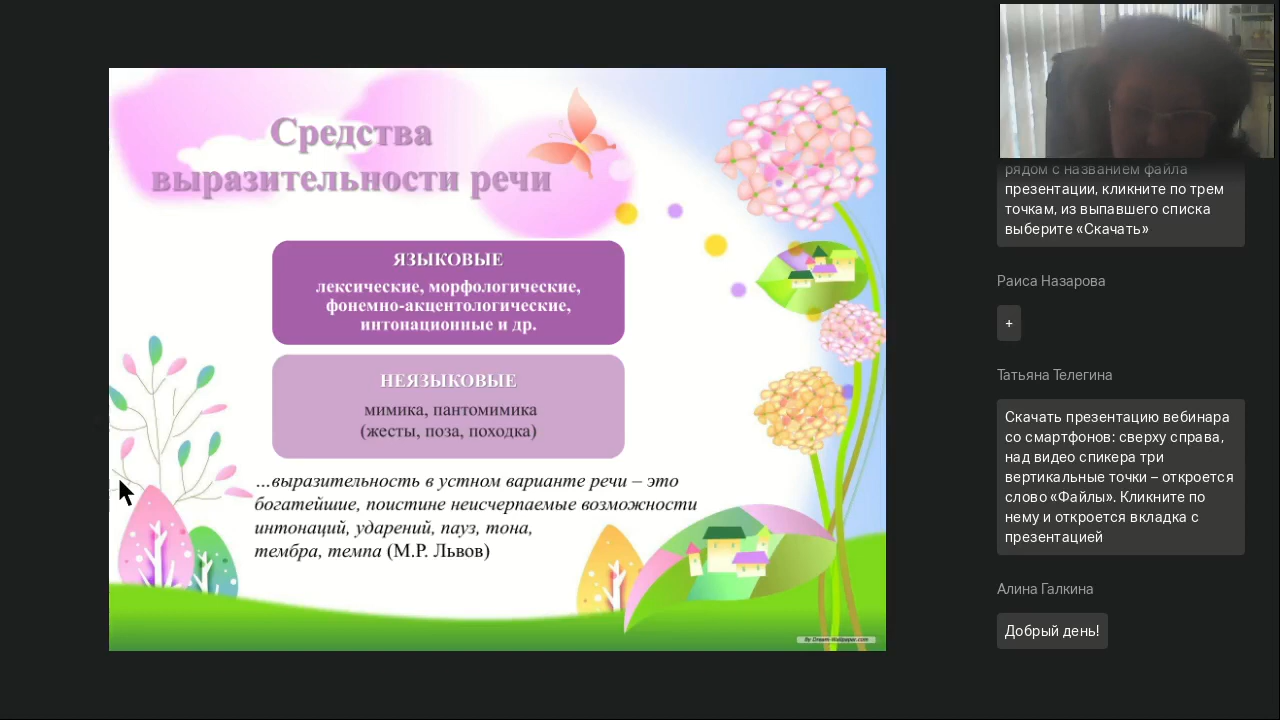 Средства
выразительности речи
ЯЗЫКОВЫЕ
лексические, морфологические,
фонемно-акцентологические,
интонационные и др.
НЕЯЗЫКОВЫЕ
мимика, пантомимика
(жесты, поза, походка)
...выразительность в устном варианте речи – это
богатейшие, поистине неисчерпаемые возможности
интонаций, ударений, пауз, тона,
тембра, темпа (М.Р. Львов)
рядом с названием файла
презентации, кликните по трем
точкам, из выпавшего списка
выберите «Скачать»
Раиса Назарова
+
Татьяна Телегина
Скачать презентацию вебинара
со смартфонов: сверху справа,
над видео спикера три
вертикальные точки – откроется
слово «Файлы». Кликните по
нему и откроется вкладка с
презентацией
Алина Галкина
Добрый день!